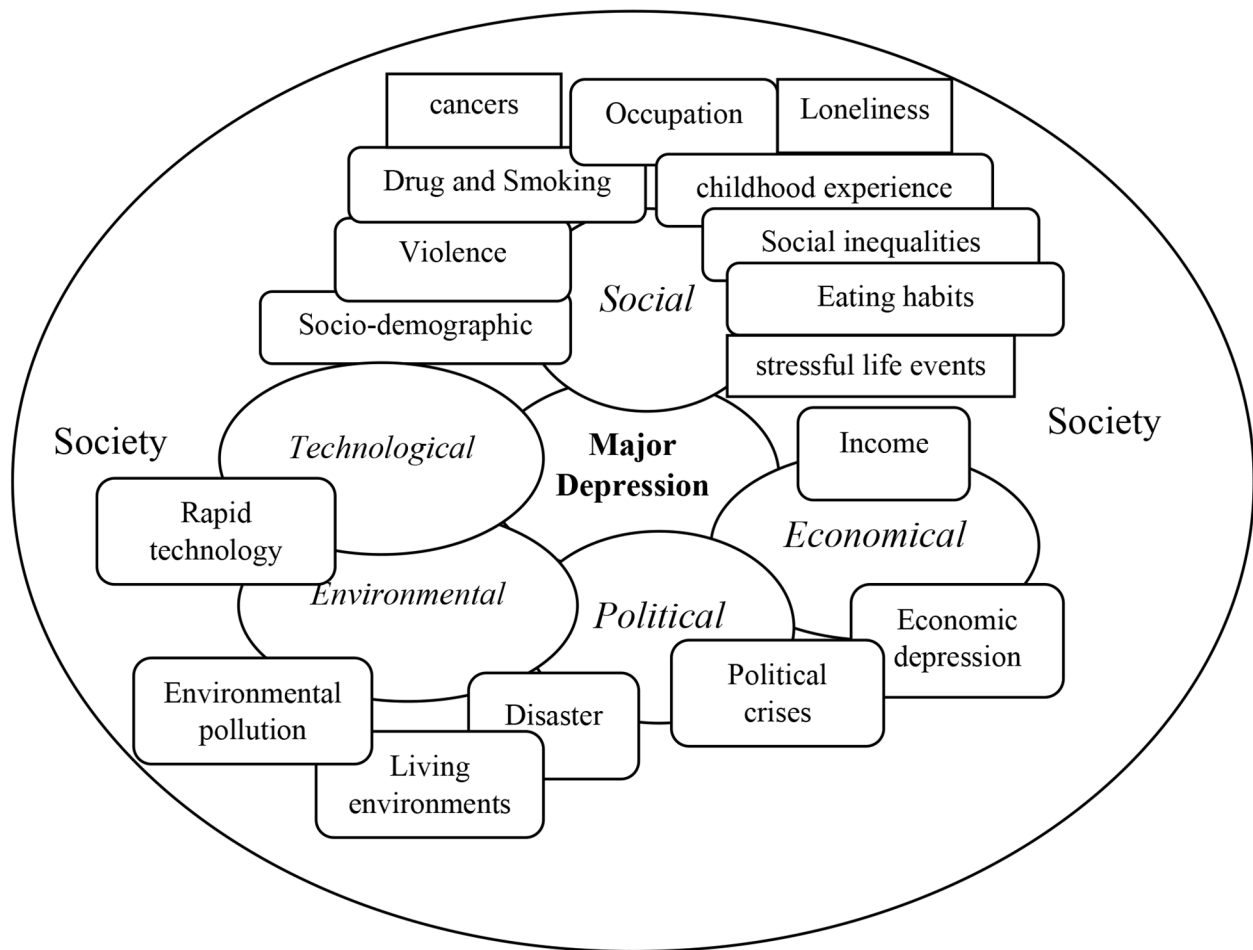 cancers
Occupation
Loneliness
Drug and Smoking
childhood experience
Violence
Social inequalities
Social
Eating habits
Socio-demographic
stressful life events
Society
Technological
Major
Depression
Income
Society
Rapid
technology
Economical
Environmental
Political
Economic
depression
Environmental
pollution
Disaster
Political
crises
Living
environments